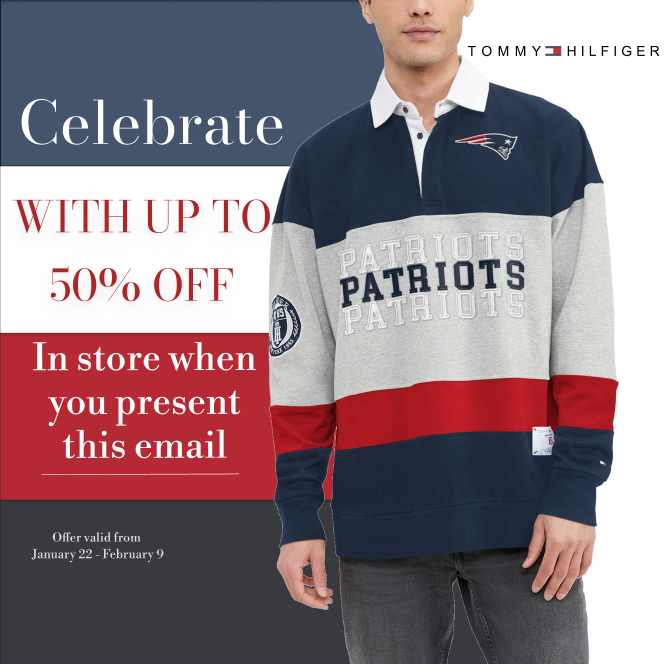 TOMMY HILFIGER
Celebrate
WITH UP TO
50% OFF
In store when
you present
this email
Offer valid from
January 22 - February 9
PATRIOTS
PATRIOTS
PATRIOTS